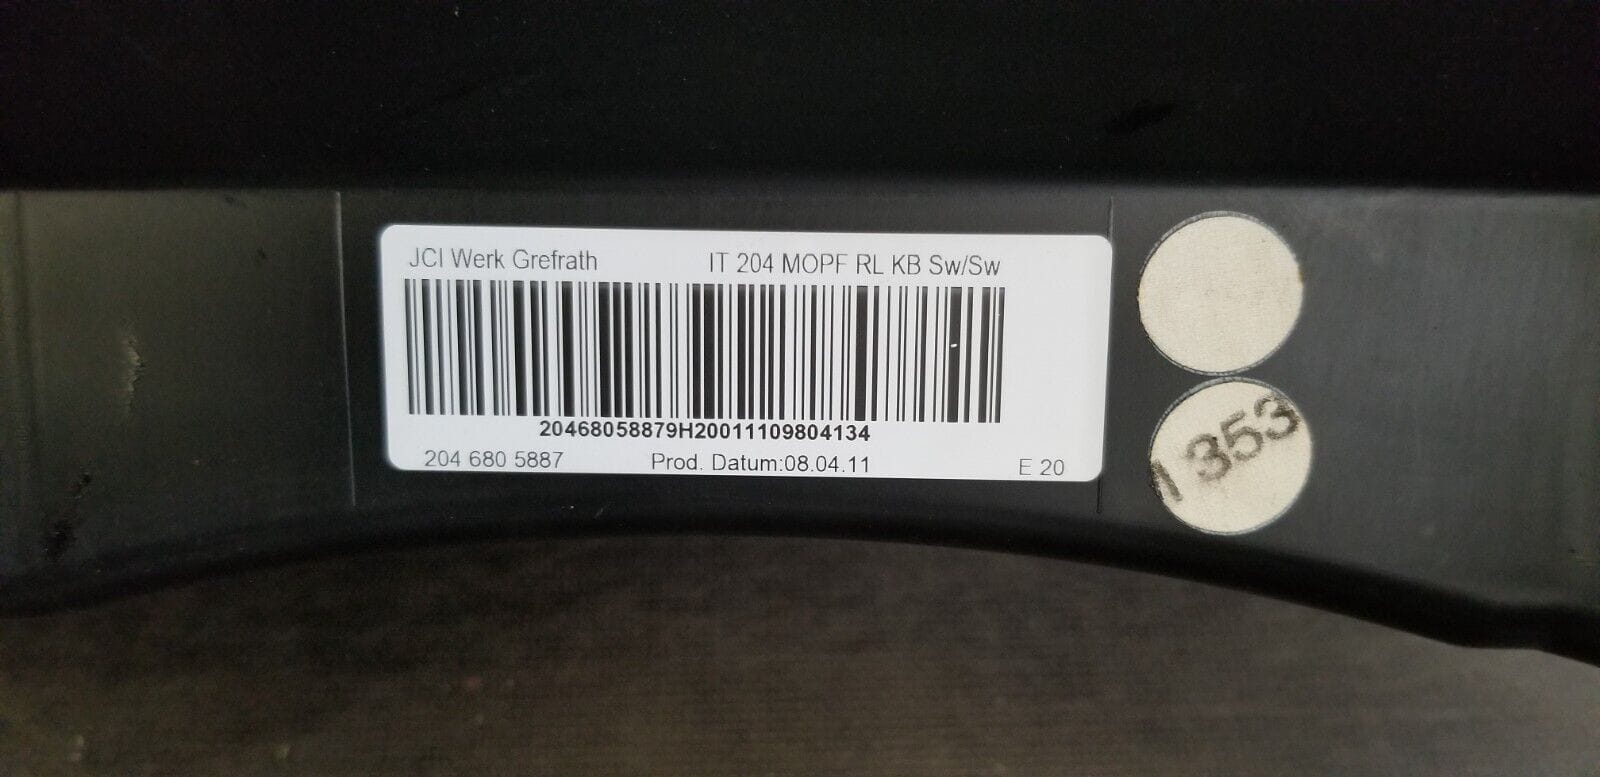 JCI Werk Grefrath IT 204 MOPF RL KB Sw/Sw
20468058879H20011109804134
204 680 5887 Prod. Datum:08.04.11 E 20
1353